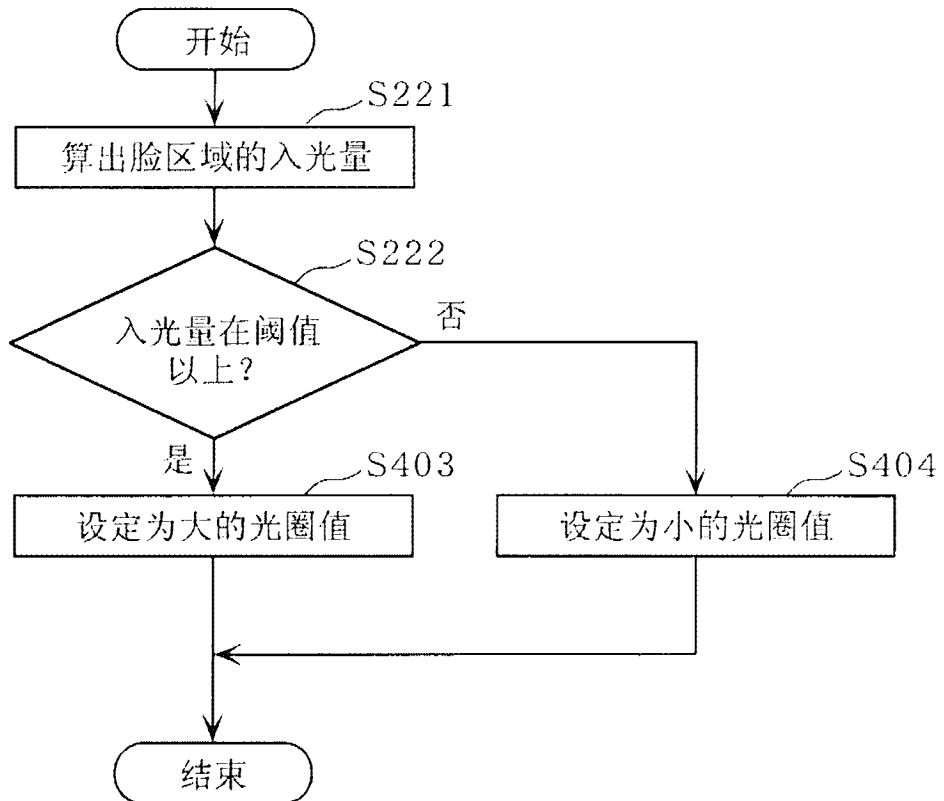 开始
S221
算出脸区域的入光量
S222
入光量在阈值
以上?
否
是
S403
设定为大的光圈值
S404
设定为小的光圈值
结束